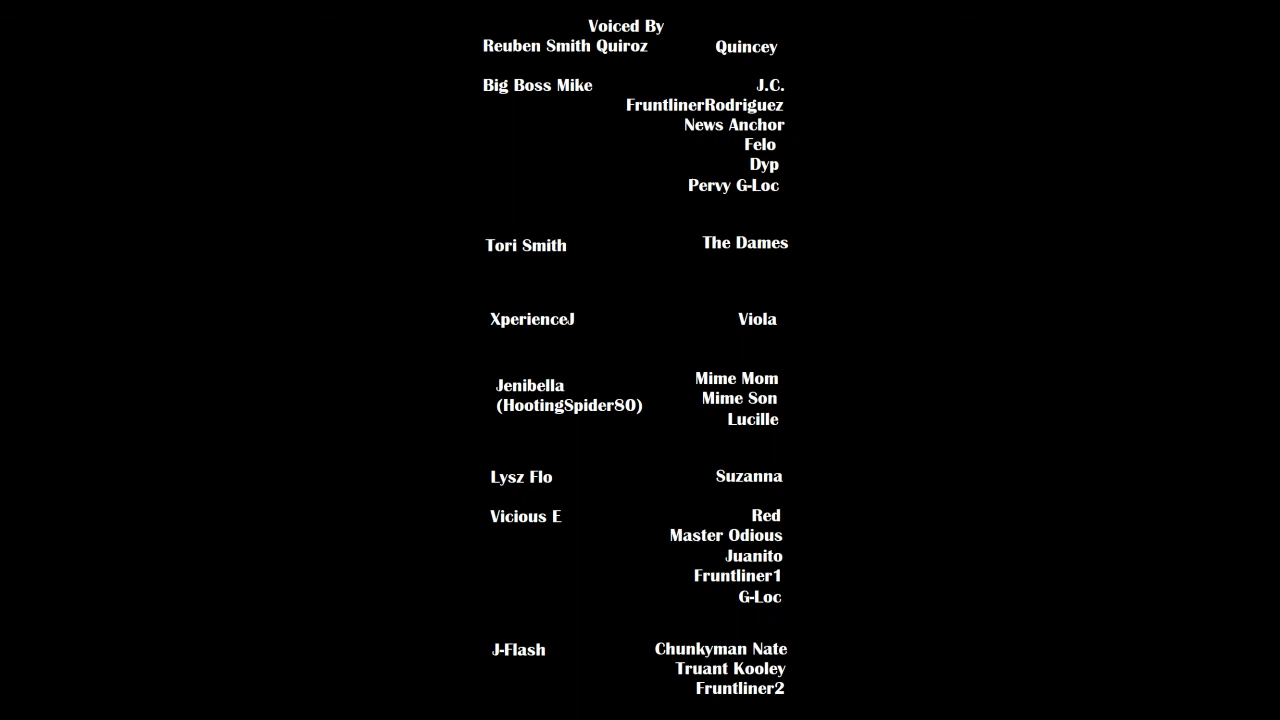 Voiced By
Reuben Smith Quiroz Quincey
Big Boss Mike J.C.
FruntlinerRodriguez
News Anchor
Felo
Dyp
Pervy G-Loc
Tori Smith The Dames
XperienceJ Viola
Jenibella Mime Mom
(HootingSpider80) Mime Son
Lucille
Lysz Flo Suzanna
Vicious E Red
Master Odious
Juanito
Fruntliner1
G-Loc
J-Flash Chunkyman Nate
Truant Kooley
Fruntliner2